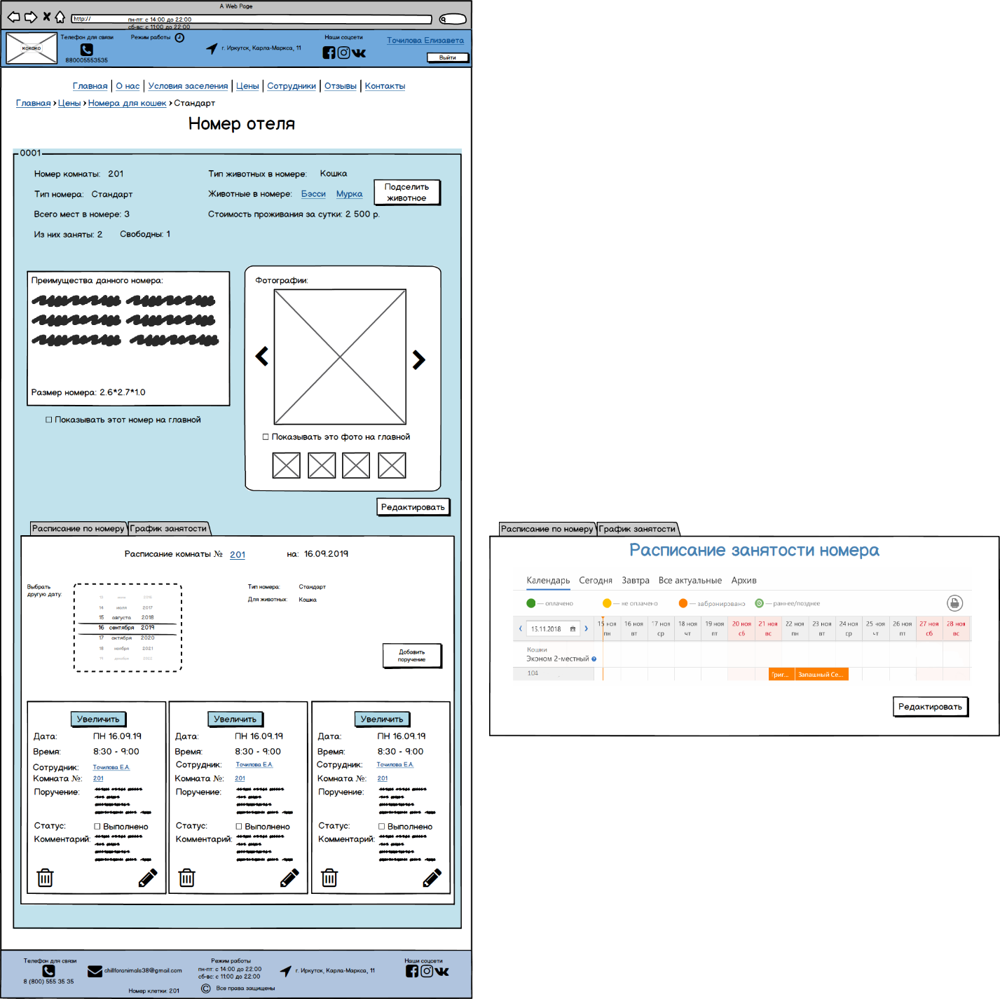 A Web Page
http://
пн-пт: с 14:00 до 22:00
сб-вс: с 11:00 до 22:00
кококо
Телефон для связи
880005553535
Режим работы
г. Иркутск, Карла-Маркса, 11
Наши соцсети
Точилова Елизавета
Выйти
Главная | О нас | Условия заселения | Цены | Сотрудники | Отзывы | Контакты
Главная > Цены > Номера для кошек > Стандарт
Номер отеля
0001
Номер комнаты: 201
Тип животных в номере: Кошка
Тип номера: Стандарт
Животные в номере: Бэсси Мурка
Подселить
животное
Всего мест в номере: 3
Стоимость проживания за сутки: 2 500 р.
Из них заняты: 2 Свободны: 1
Преимущества данного номера:
Размер номера: 2.6*2.7*1.0
Показывать этот номер на главной
Фотографии:
Показывать это фото на главной
Редактировать
Расписание по номеру График занятости
Расписание комнаты № 201 на: 16.09.2019
Выбрать
другую дату:
14 июля 2017
15 августа 2018
16 сентября 2019
17 октября 2020
18 ноября 2021
Тип номера: Стандарт
Для животных: Кошка
Добавить
поручение
Увеличить
Дата: ПН 16.09.19
Время: 8:30 - 9:00
Сотрудник: Точилова Е.А.
Комната №: 201
Поручение:
Статус: Выполнено
Комментарий:
Увеличить
Дата: ПН 16.09.19
Время: 8:30 - 9:00
Сотрудник: Точилова Е.А.
Комната №: 201
Поручение:
Статус: Выполнено
Комментарий:
Увеличить
Дата: ПН 16.09.19
Время: 8:30 - 9:00
Сотрудник: Точилова Е.А.
Комната №: 201
Поручение:
Статус: Выполнено
Комментарий:
Телефон для связи
8 (800) 555 35 35
chillforanimals38@gmail.com
Режим работы
пн-пт: с 14:00 до 22:00
сб-вс: с 11:00 до 22:00
г. Иркутск, Карла-Маркса, 11
Наши соцсети
Номер клетки: 201
© Все права защищены
Расписание по номеру График занятости
Расписание занятости номера
Календарь Сегодня Завтра Все актуальные Архив
— оплачено — не оплачено — забронировано — раннее/позднее
15.11.2018
15 ноя 16 ноя 17 ноя 18 ноя 19 ноя 20 ноя 21 ноя 22 ноя 23 ноя 24 ноя 25 ноя 26 ноя 27 ноя 28 ноя
пн вт ср чт пт сб вс пн вт ср чт пт сб вс
Кошки
Эконом 2-местный ?
104
Григ... Запашный Се...
Редактировать